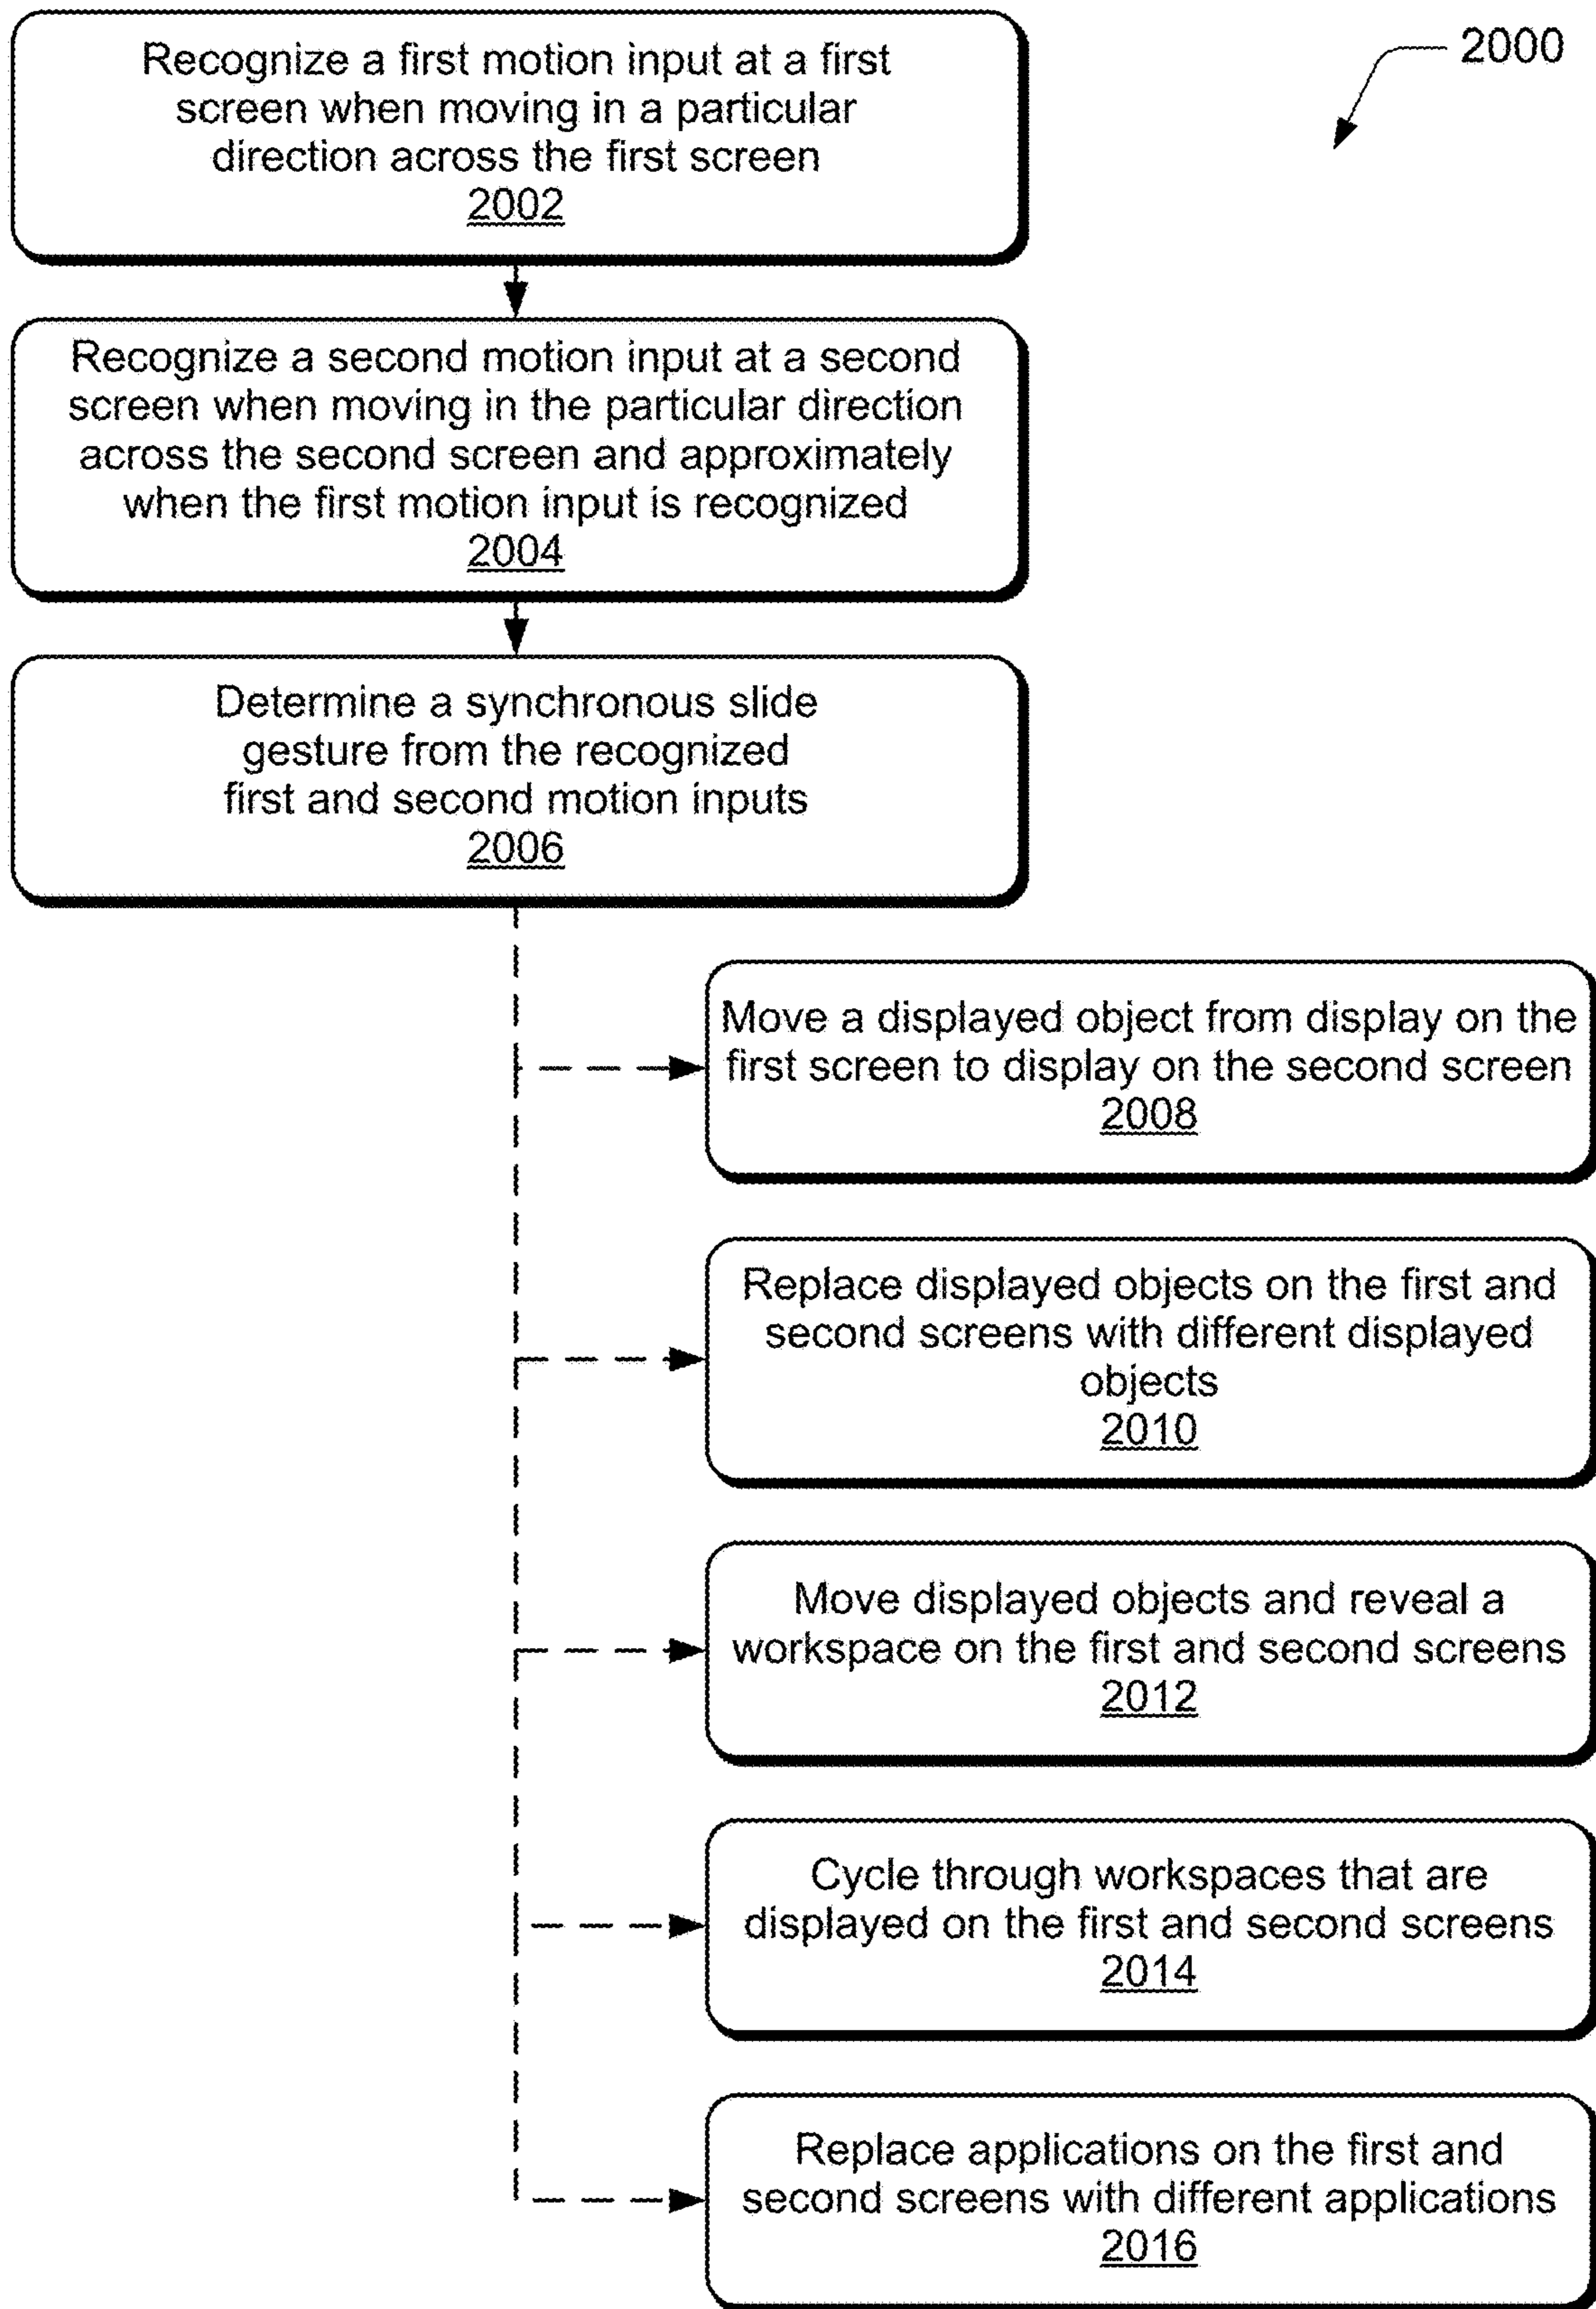 2000
Recognize a first motion input at a first
screen when moving in a particular
direction across the first screen
2002
Recognize a second motion input at a second
screen when moving in the particular direction
across the second screen and approximately
when the first motion input is recognized
2004
Determine a synchronous slide
gesture from the recognized
first and second motion inputs
2006
Move a displayed object from display on the
first screen to display on the second screen
2008
Replace displayed objects on the first and
second screens with different displayed
objects
2010
Move displayed objects and reveal a
workspace on the first and second screens
2012
Cycle through workspaces that are
displayed on the first and second screens
2014
Replace applications on the first and
second screens with different applications
2016